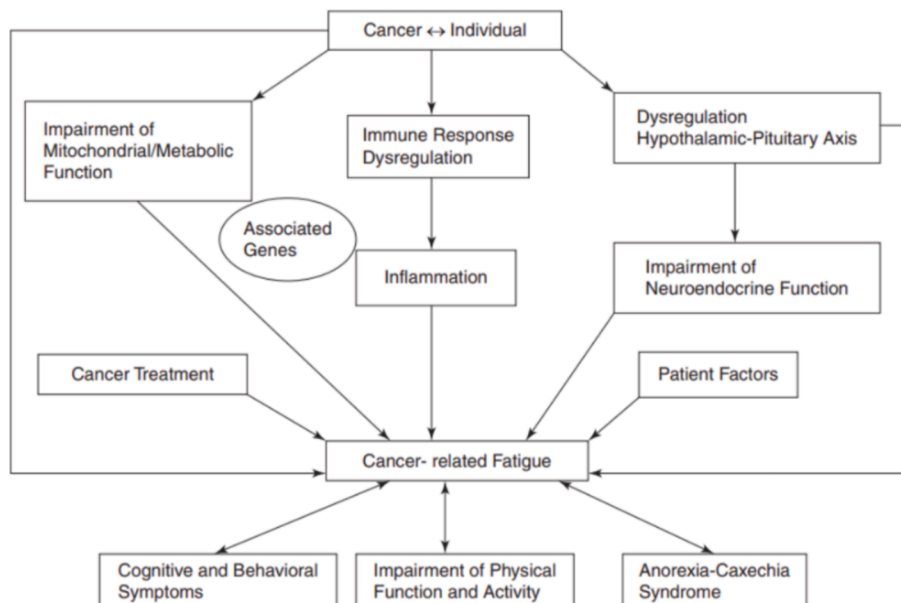 Cancer ↔ Individual
Impairment of
Mitochondrial/Metabolic
Function
Immune Response
Dysregulation
Dysregulation
Hypothalamic-Pituitary Axis
Associated
Genes
Inflammation
Impairment of
Neuroendocrine Function
Cancer Treatment
Patient Factors
Cancer- related Fatigue
Cognitive and Behavioral
Symptoms
Impairment of Physical
Function and Activity
Anorexia-Caxechia
Syndrome